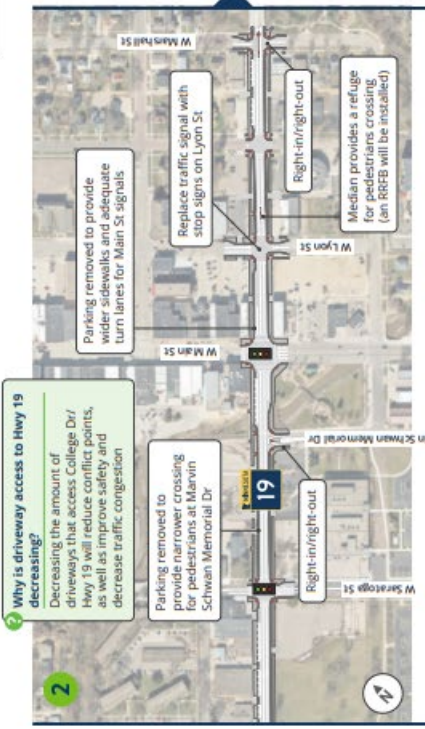 2
? Why is driveway access to Hwy 19
decreasing?
Decreasing the amount of
driveways that access College Dr/
Hwy 19 will reduce conflict points,
as well as improve safety and
decrease traffic congestion
Parking removed to
provide narrower crossing
for pedestrians at Marvin
Schwan Memorial Dr
Parking removed to provide
wider sidewalks and adequate
turn lanes for Main St signals
Replace traffic signal with
stop signs on Lyon St
W Main St
W Marshall St
19
W Saratoga St
Right-in/right-out
n Schwan Memorial Dr
W Lyon St
Median provides a refuge
for pedestrians crossing
(an RRFB will be installed)
Right-in/right-out
N